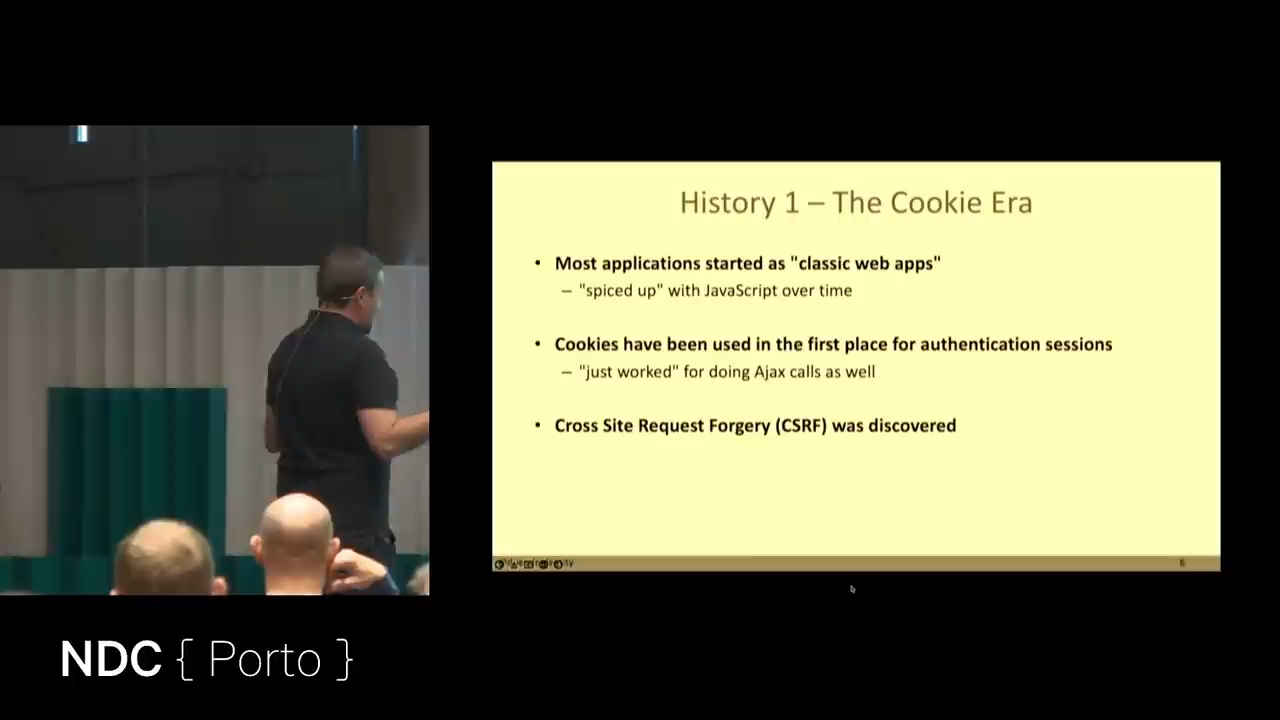 History 1 – The Cookie Era
• Most applications started as "classic web apps"
– "spiced up" with JavaScript over time
• Cookies have been used in the first place for authentication sessions
– "just worked" for doing Ajax calls as well
• Cross Site Request Forgery (CSRF) was discovered
6
NDC { Porto }